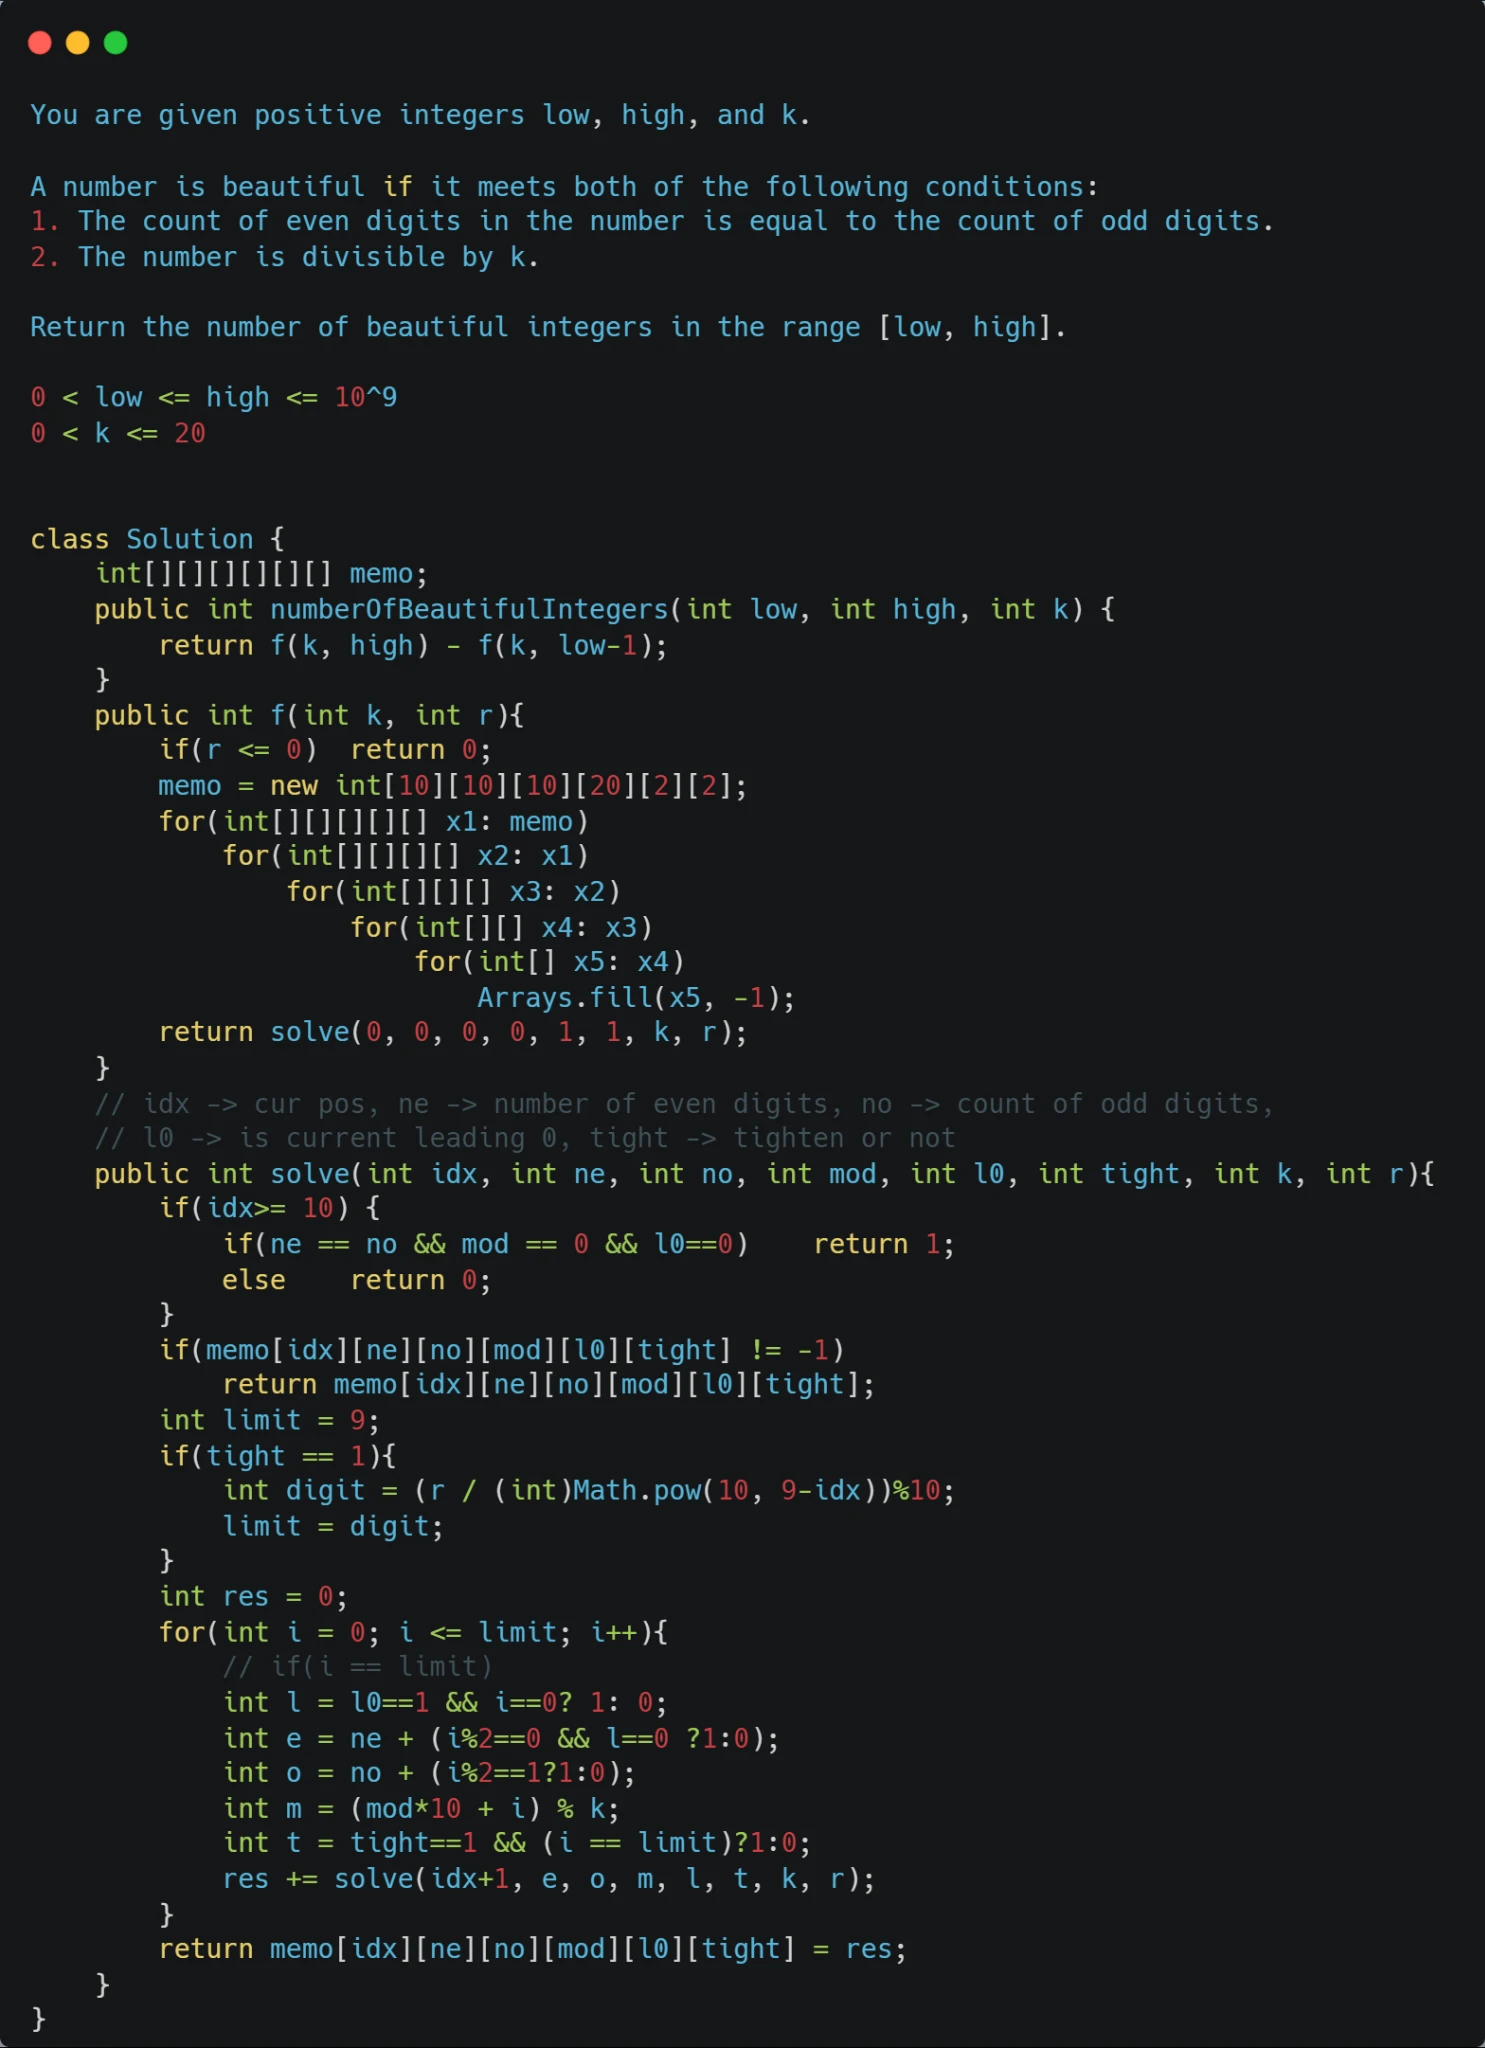 You are given positive integers low, high, and k.
A number is beautiful if it meets both of the following conditions:
1. The count of even digits in the number is equal to the count of odd digits.
2. The number is divisible by k.
Return the number of beautiful integers in the range [low, high].
0 < low <= high <= 10^9
0 < k <= 20
class Solution {
    int[][][][][][] memo;
    public int numberOfBeautifulIntegers(int low, int high, int k) {
        return f(k, high) - f(k, low-1);
    }
    public int f(int k, int r){
        if(r <= 0)  return 0;
        memo = new int[10][10][10][20][2][2];
        for(int[][][][][] x1: memo)
            for(int[][][][] x2: x1)
                for(int[][][] x3: x2)
                    for(int[][] x4: x3)
                        for(int[] x5: x4)
                            Arrays.fill(x5, -1);
        return solve(0, 0, 0, 0, 1, 1, k, r);
    }
    // idx -> cur pos, ne -> number of even digits, no -> count of odd digits,
    // l0 -> is current leading 0, tight -> tighten or not
    public int solve(int idx, int ne, int no, int mod, int l0, int tight, int k, int r){
        if(idx>= 10) {
            if(ne == no && mod == 0 && l0==0)    return 1;
            else    return 0;
        }
        if(memo[idx][ne][no][mod][l0][tight] != -1)
            return memo[idx][ne][no][mod][l0][tight];
        int limit = 9;
        if(tight == 1){
            int digit = (r / (int)Math.pow(10, 9-idx))%10;
            limit = digit;
        }
        int res = 0;
        for(int i = 0; i <= limit; i++){
            // if(i == limit)
            int l = l0==1 && i==0? 1: 0;
            int e = ne + (i%2==0 && l==0 ?1:0);
            int o = no + (i%2==1?1:0);
            int m = (mod*10 + i) % k;
            int t = tight==1 && (i == limit)?1:0;
            res += solve(idx+1, e, o, m, l, t, k, r);
        }
        return memo[idx][ne][no][mod][l0][tight] = res;
    }
}